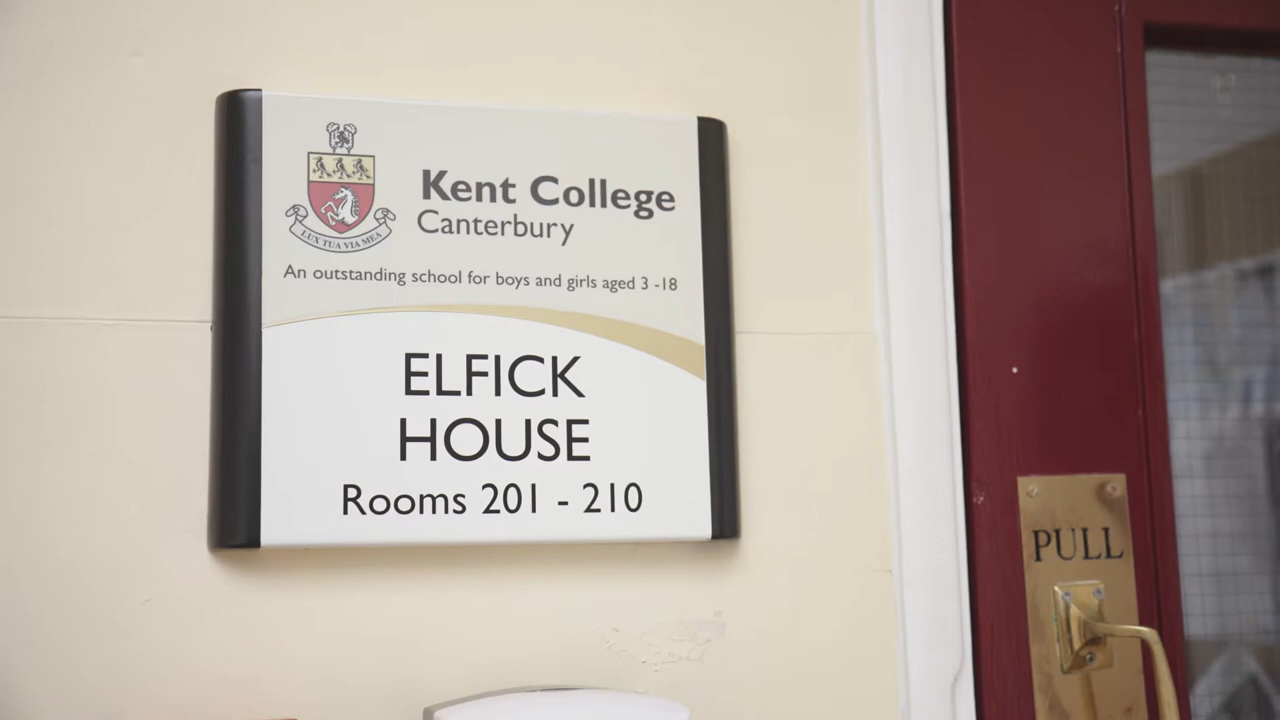 Kent College
Canterbury
LUX TUA VIA MEA
An outstanding school for boys and girls aged 3 -18
ELFICK
HOUSE
Rooms 201 - 210
PULL